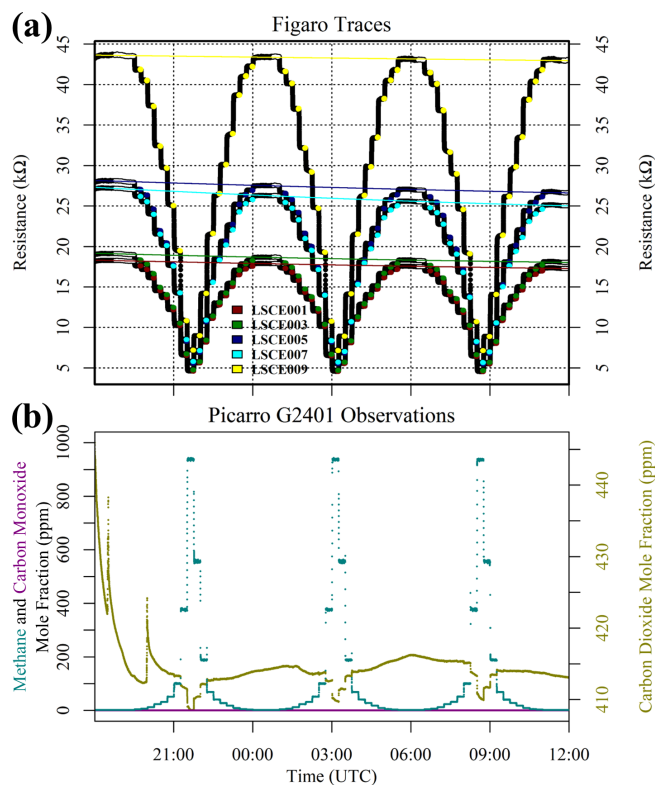 (a)
Figaro Traces
45 45
40 40
35 35
30 30
25 25
20 20
15 15
10 10
5 5
Resistance (kΩ)
Resistance (kΩ)
LSCE001
LSCE003
LSCE005
LSCE007
LSCE009
(b)
Picarro G2401 Observations
1000
800
600
400
200
0
Methane and Carbon Monoxide
Mole Fraction (ppm)
440
430
420
410
Carbon Dioxide Mole Fraction (ppm)
21:00 00:00 03:00 06:00 09:00 12:00
Time (UTC)